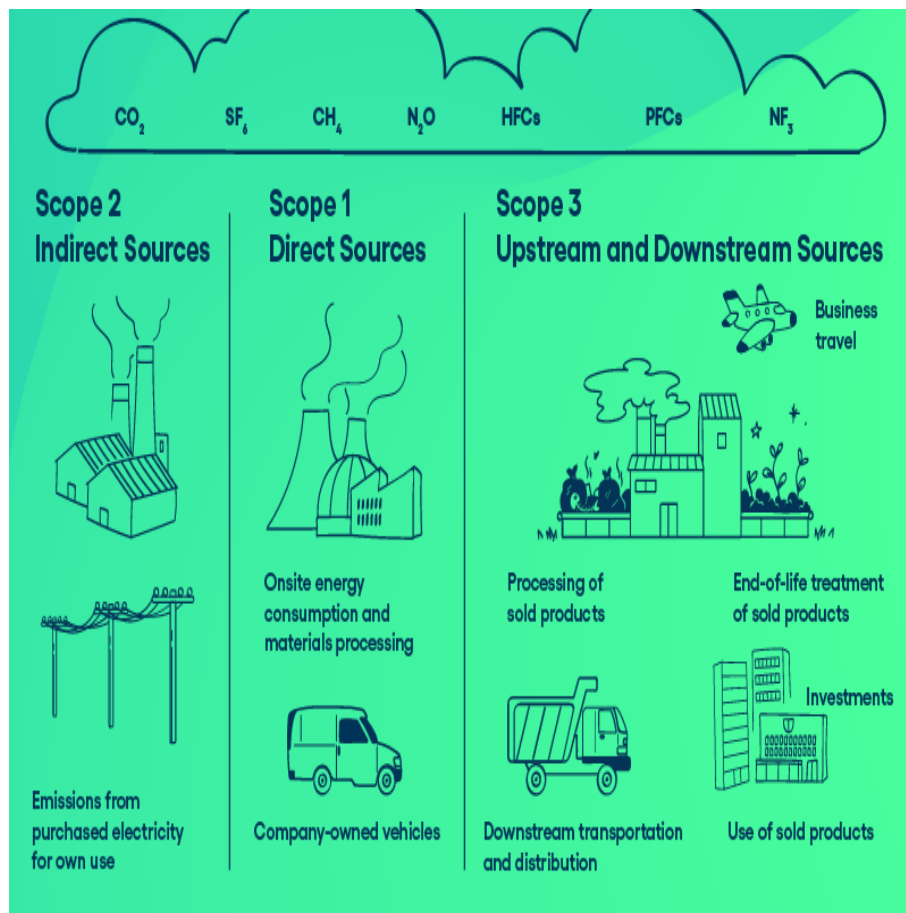 CO₂ SF₆ CH₄ N₂O HFCs PFCs NF₃
Scope 2
Indirect Sources
Emissions from
purchased electricity
for own use
Scope 1
Direct Sources
Onsite energy
consumption and
materials processing
Company-owned vehicles
Scope 3
Upstream and Downstream Sources
Business
travel
Processing of
sold products
End-of-life treatment
of sold products
Investments
Downstream transportation
and distribution
Use of sold products